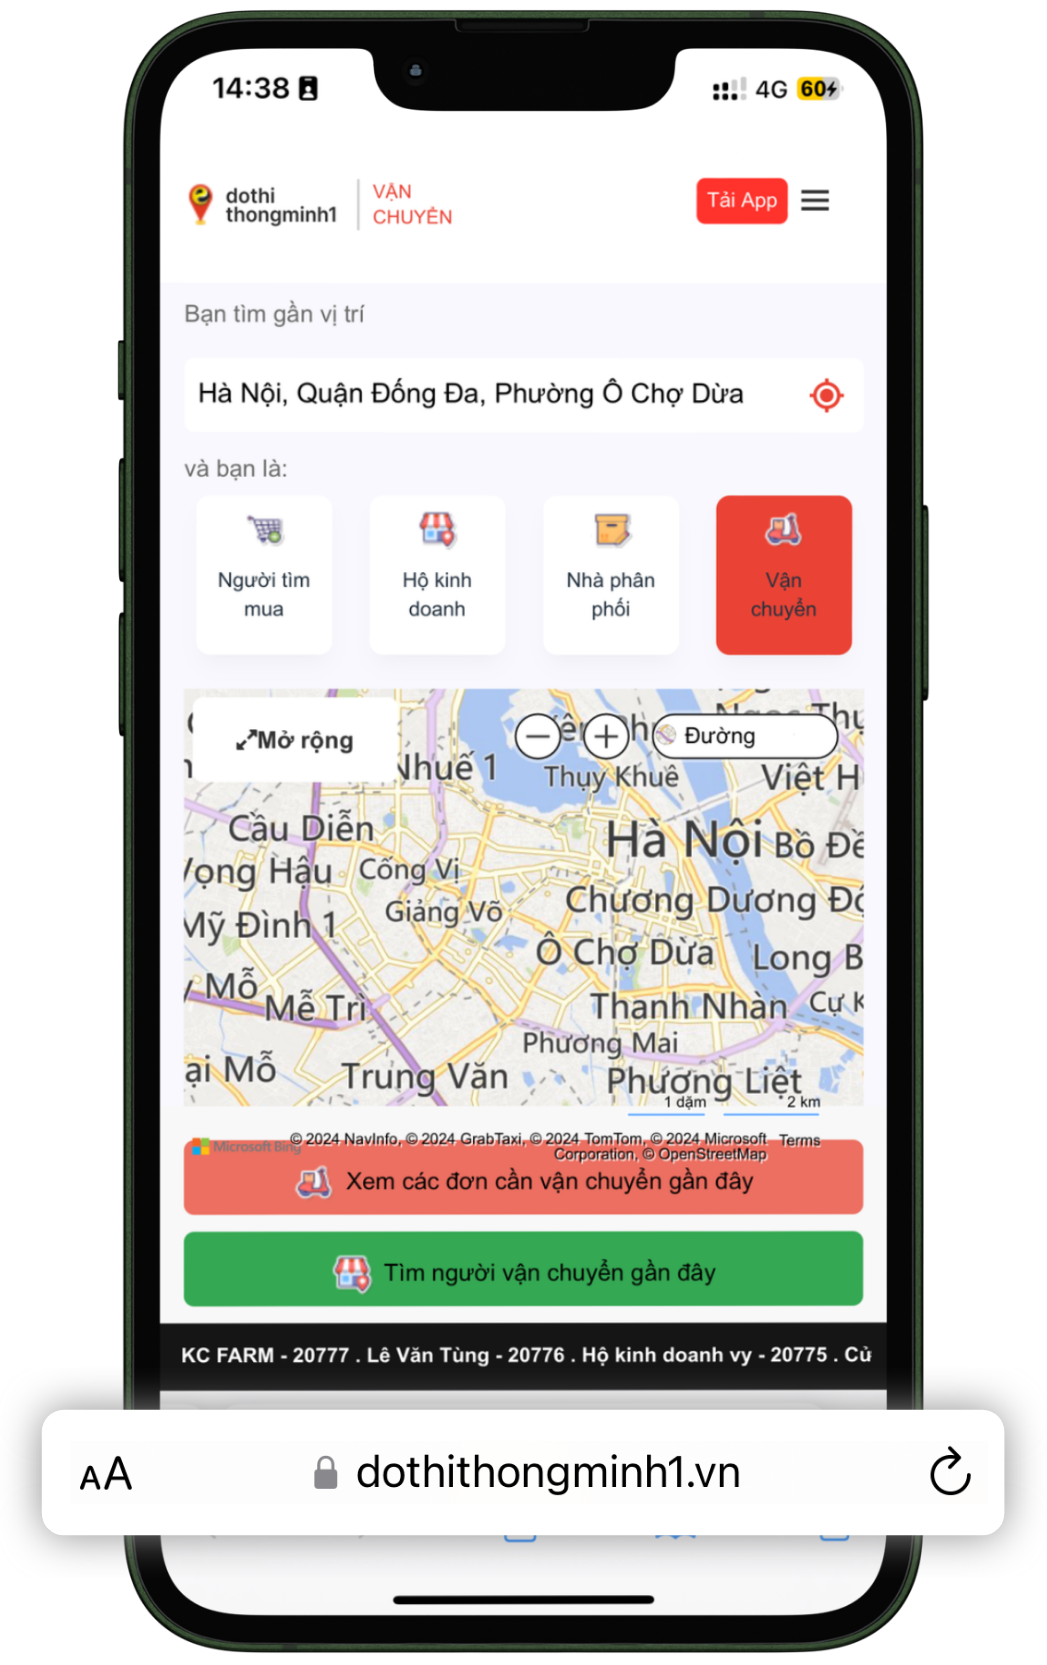 14:38
4G 60
dothi
thongminh1
VẬN
CHUYỂN
Tải App
Bạn tìm gần vị trí
Hà Nội, Quận Đống Đa, Phường Ô Chợ Dừa
và bạn là:
Người tìm
mua
Hộ kinh
doanh
Nhà phân
phối
Vận
chuyển
Mở rộng
Đường
Nhuế 1
Thụy Khuê
Việt H
Cầu Diễn
Hà Nội
Bồ Đề
Vọng Hậu
Cống Vị
Giảng Võ
Chương Dương Độ
Mỹ Đình 1
Ô Chợ Dừa
Long B
Mỗ
Mễ Trì
Thanh Nhàn
Cự K
Phương Mai
ại Mỗ
Trung Văn
Phương Liệt
1 dặm
2 km
Microsoft Bing
© 2024 NavInfo, © 2024 GrabTaxi, © 2024 TomTom, © 2024 Microsoft
Corporation, © OpenStreetMap
Terms
Xem các đơn cần vận chuyển gần đây
Tìm người vận chuyển gần đây
KC FARM - 20777 . Lê Văn Tùng - 20776 . Hộ kinh doanh vy - 20775 . Cử
AA
dothithongminh1.vn